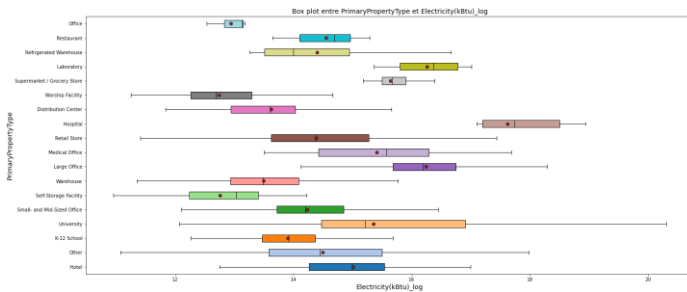 Box plot entre PrimaryPropertyType et Electricity(kBtu)_log
PrimaryPropertyType
Office
Restaurant
Refrigerated Warehouse
Laboratory
Supermarket / Grocery Store
Worship Facility
Distribution Center
Hospital
Retail Store
Medical Office
Large Office
Warehouse
Self-Storage Facility
Small- and Mid-Sized Office
University
K-12 School
Other
Hotel
12 14 16 18 20
Electricity(kBtu)_log